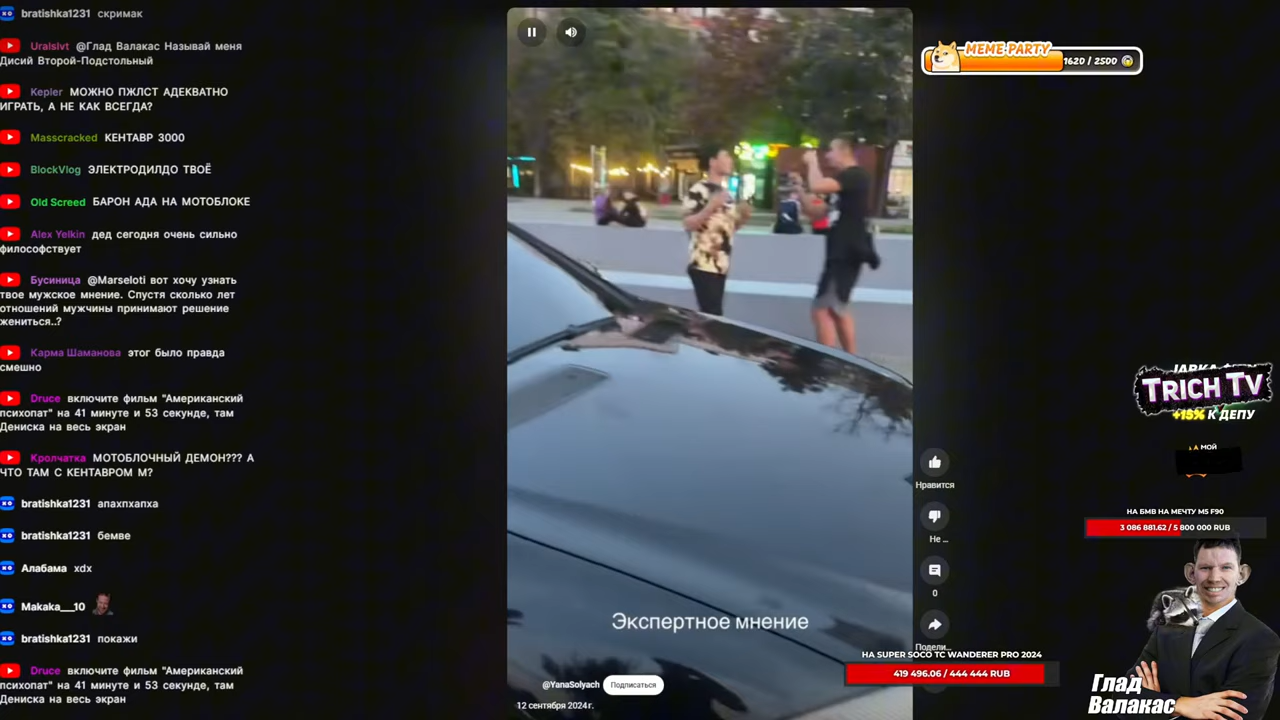 bratishka1231 скримак
Uralslvt @Глад Валакас Называй меня
Дисий Второй-Подстольный
Kepler МОЖНО ПЖЛСТ АДЕКВАТНО
ИГРАТЬ, А НЕ КАК ВСЕГДА?
Masscracked КЕНТАВР 3000
BlockVlog ЭЛЕКТРОДИЛДО ТВОЁ
Old Screed БАРОН АДА НА МОТОБЛОКЕ
Alex Yelkin дед сегодня очень сильно
философствует
Бусиница @Marseloti вот хочу узнать
твое мужское мнение. Спустя сколько лет
отношений мужчины принимают решение
жениться..?
Карма Шаманова этог было правда
смешно
Druce включите фильм "Американский
психопат" на 41 минуте и 53 секунде, там
Дениска на весь экран
Кролчатка МОТОБЛОЧНЫЙ ДЕМОН??? А
ЧТО ТАМ С КЕНТАВРОМ М?
bratishka1231 апахпхапха
bratishka1231 бемве
Алабама xdx
Makaka___10
bratishka1231 покажи
Druce включите фильм "Американский
психопат" на 41 минуте и 53 секунде, там
Дениска на весь экран
Экспертное мнение
@YanaSolyach Подписаться
12 сентября 2024 г.
Нравится
Не ...
0
Подели...
MEME PARTY
1620 / 2500
TRICH TV
+15% К ДЕПУ
МОЙ
НА БМВ НА МЕЧТУ M5 F90
3 086 881.62 / 5 800 000 RUB
НА SUPER SOCO TC WANDERER PRO 2024
419 496.06 / 444 444 RUB
Глад
Валакас